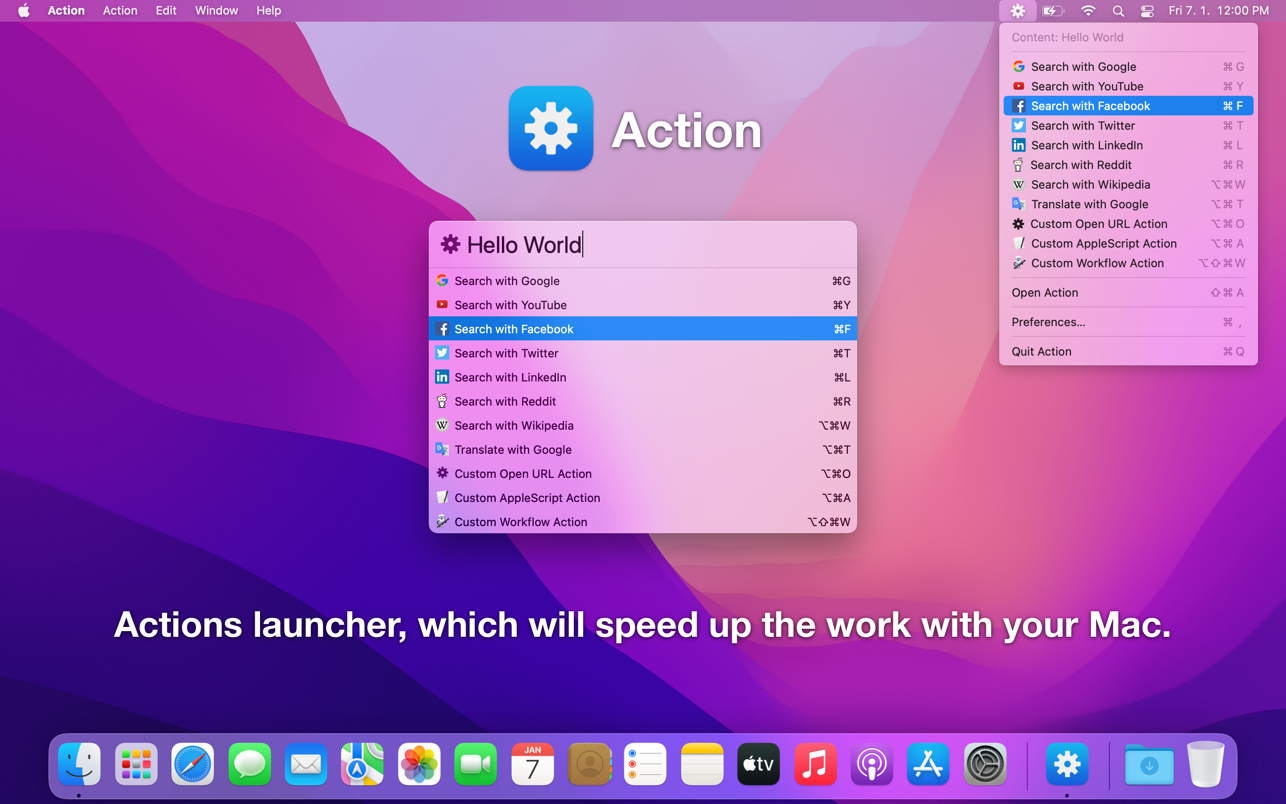 Action Action Edit Window Help Fri 7. 1. 12:00 PM
Content: Hello World
Search with Google ⌘ G
Search with YouTube ⌘ Y
Search with Facebook ⌘ F
Search with Twitter ⌘ T
Search with LinkedIn ⌘ L
Search with Reddit ⌘ R
Search with Wikipedia ⌥⌘W
Translate with Google ⌥⌘ T
Custom Open URL Action ⌥⌘ O
Custom AppleScript Action ⌥⌘ A
Custom Workflow Action ⌥⇧⌘W
Open Action ⇧⌘ A
Preferences... ⌘ ,
Quit Action ⌘ Q
Action
Hello World
Search with Google ⌘G
Search with YouTube ⌘Y
Search with Facebook ⌘F
Search with Twitter ⌘T
Search with LinkedIn ⌘L
Search with Reddit ⌘R
Search with Wikipedia ⌥⌘W
Translate with Google ⌥⌘T
Custom Open URL Action ⌥⌘O
Custom AppleScript Action ⌥⌘A
Custom Workflow Action ⌥⇧⌘W
Actions launcher, which will speed up the work with your Mac.
JAN
7
tv